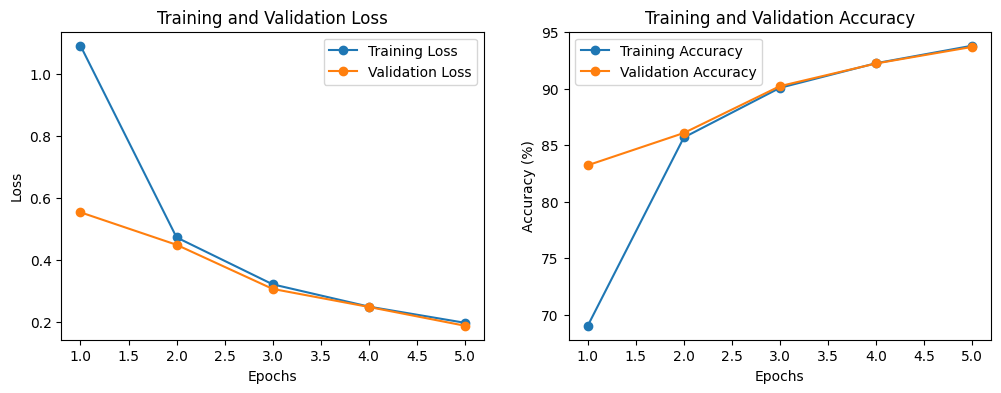 Training and Validation Loss
Training Loss
Validation Loss
1.0
0.8
0.6
0.4
0.2
Loss
1.0 1.5 2.0 2.5 3.0 3.5 4.0 4.5 5.0
Epochs
Training and Validation Accuracy
Training Accuracy
Validation Accuracy
95
90
85
80
75
70
Accuracy (%)
1.0 1.5 2.0 2.5 3.0 3.5 4.0 4.5 5.0
Epochs